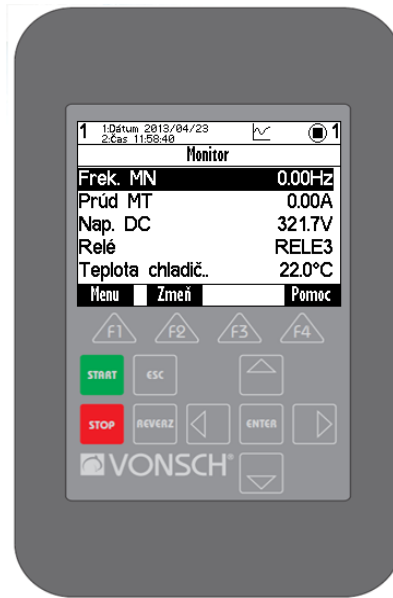 1 1:Dátum 2013/04/23 1
2:Čas 11:58:40
Monitor
Frek. MN 0.00Hz
Prúd MT 0.00A
Nap. DC 321.7V
Relé RELE3
Teplota chladič.. 22.0°C
Menu Zmeň Pomoc
F1 F2 F3 F4
START ESC
STOP REVERZ ENTER
VONSCH®